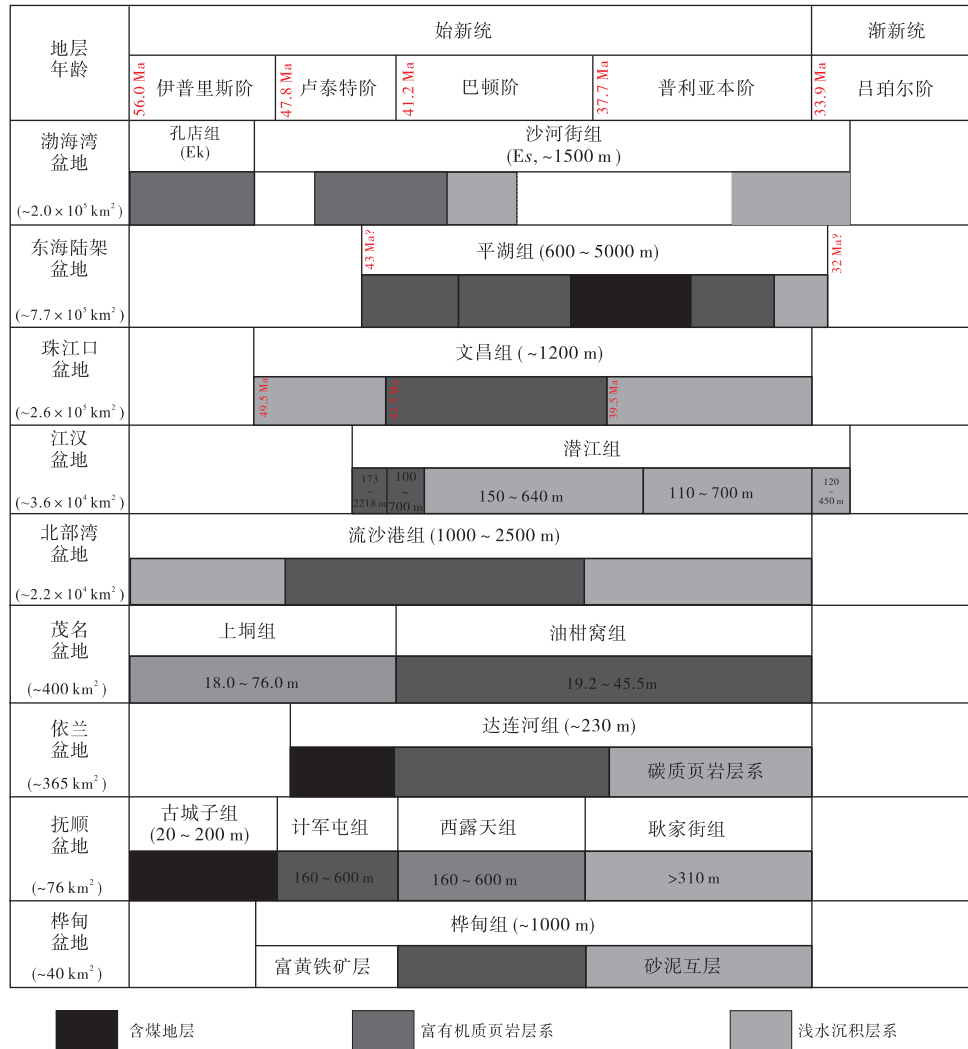 地层
年龄
始新统
渐新统
56.0 Ma
伊普里斯阶
47.8 Ma
卢泰特阶
41.2 Ma
巴顿阶
37.7 Ma
普利亚本阶
33.9 Ma
吕珀尔阶
渤海湾
盆地
(~2.0 × 10⁵ km²)
孔店组
(Ek)
沙河街组
(Es, ~1500 m )
东海陆架
盆地
(~7.7 × 10⁵ km²)
43 Ma?
平湖组 (600 ~ 5000 m)
32 Ma?
珠江口
盆地
(~2.6 × 10⁵ km²)
文昌组 ( ~1200 m)
49.5 Ma
39.5 Ma
江汉
盆地
(~3.6 × 10⁴ km²)
潜江组
173
~
2218 m
100
~
700 m
150 ~ 640 m
110 ~ 700 m
120
~
450 m
北部湾
盆地
(~2.2 × 10⁴ km²)
流沙港组 (1000 ~ 2500 m)
茂名
盆地
(~400 km²)
上垌组
油柑窝组
18.0 ~ 76.0 m
19.2 ~ 45.5m
依兰
盆地
(~365 km²)
达连河组 (~230 m)
碳质页岩层系
抚顺
盆地
(~76 km²)
古城子组
(20 ~ 200 m)
计军屯组
西露天组
耿家街组
160 ~ 600 m
160 ~ 600 m
>310 m
桦甸
盆地
(~40 km²)
桦甸组 (~1000 m)
富黄铁矿层
砂泥互层
含煤地层
富有机质页岩层系
浅水沉积层系